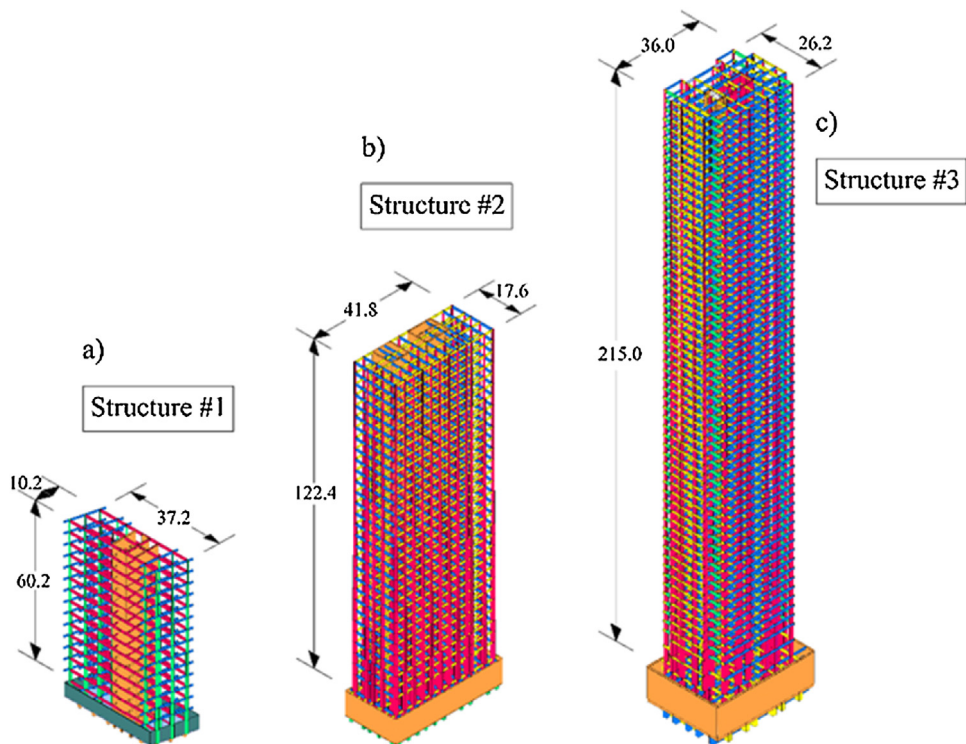 a)
Structure #1
10.2
37.2
60.2
b)
Structure #2
41.8
17.6
122.4
c)
Structure #3
36.0
26.2
215.0